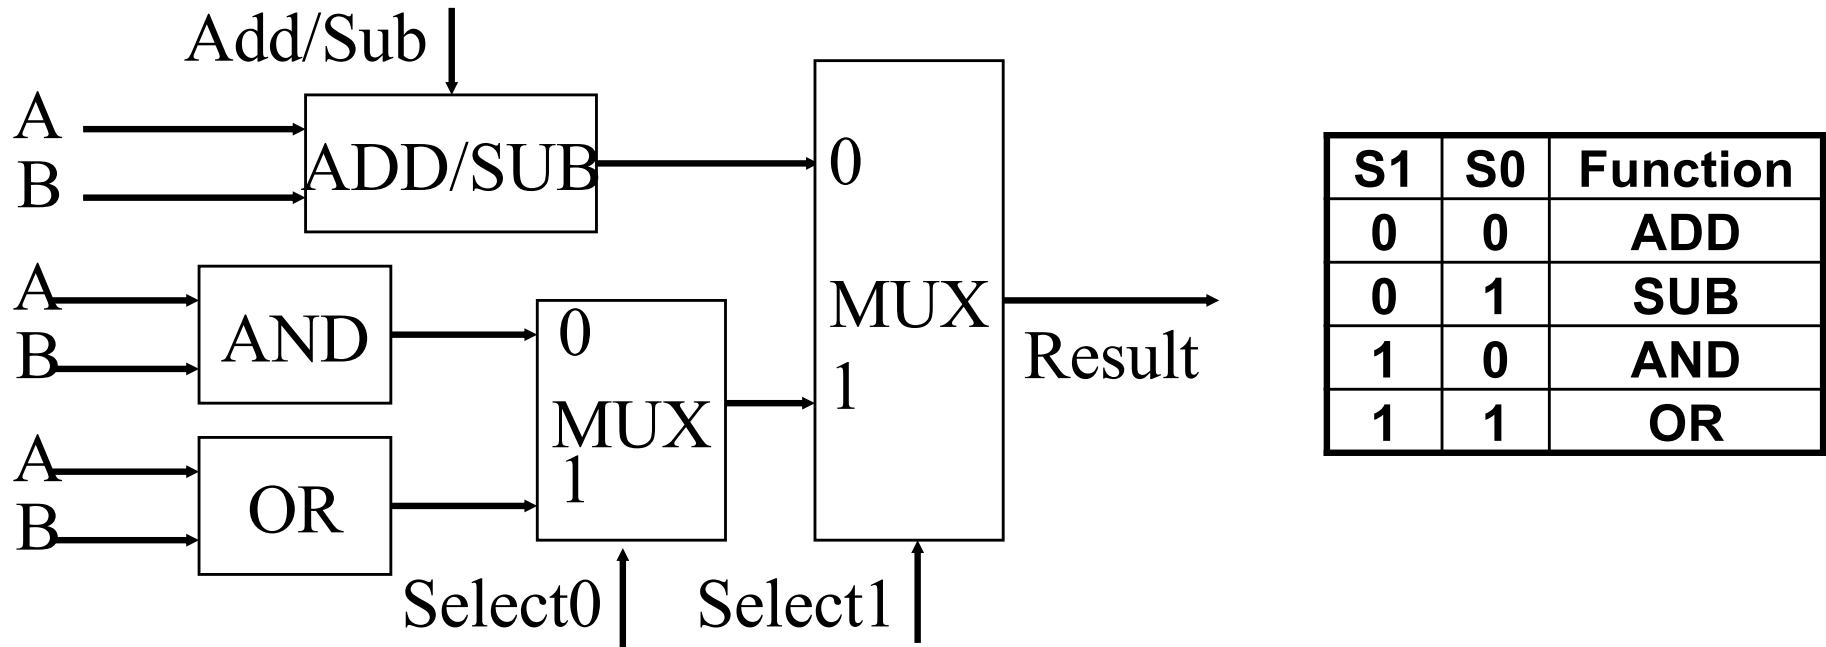 Add/Sub
A
B
ADD/SUB
0
MUX
1
Result
A
B
AND
0
MUX
1
A
B
OR
Select0
Select1
S1 S0 Function
0 0 ADD
0 1 SUB
1 0 AND
1 1 OR